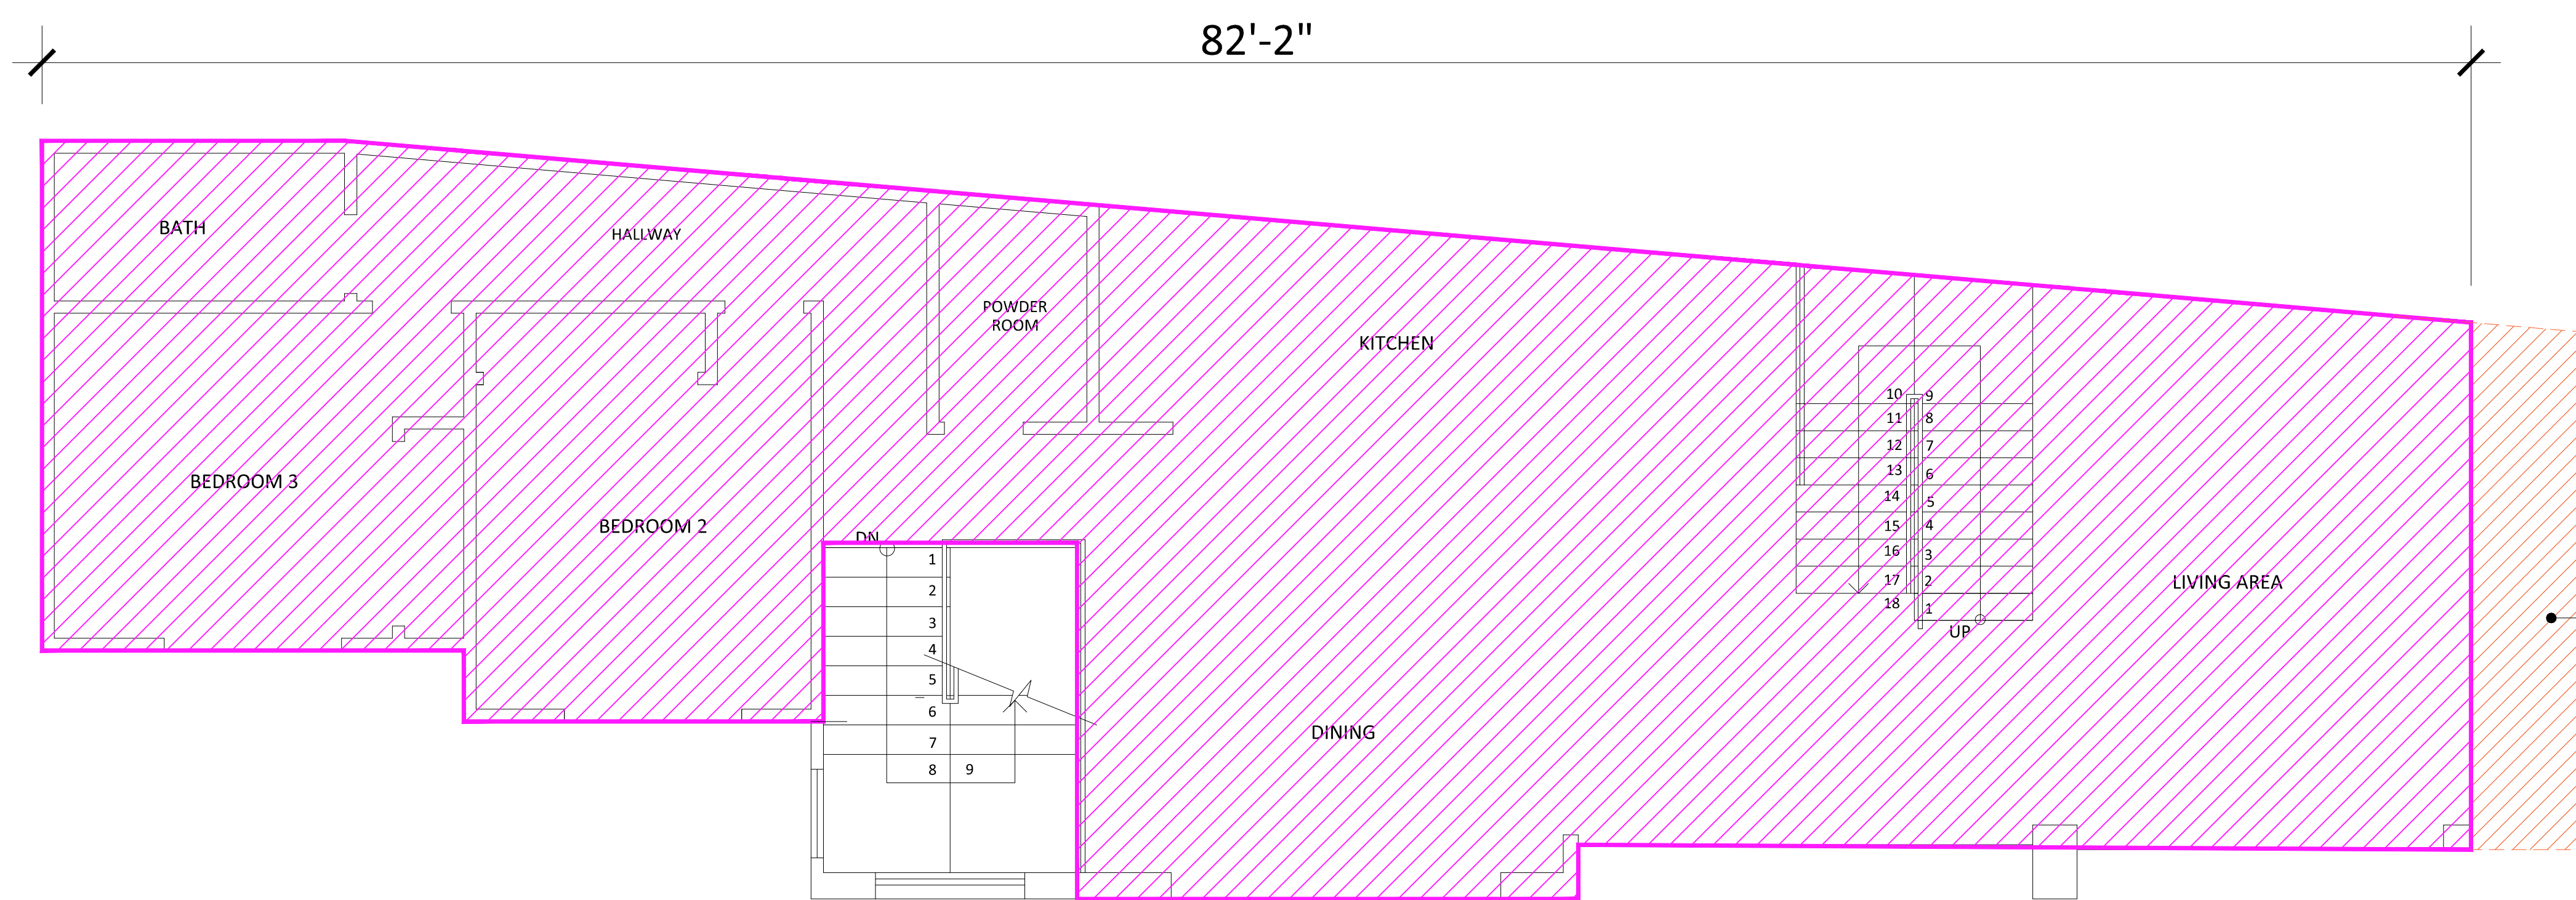 82'-2"
BATH
HALLWAY
POWDER
ROOM
KITCHEN
BEDROOM 3
BEDROOM 2
DN
1
2
3
4
5
6
7
8 9
10 9
11 8
12 7
13 6
14 5
15 4
16 3
17 2
18 1
UP
LIVING AREA
DINING